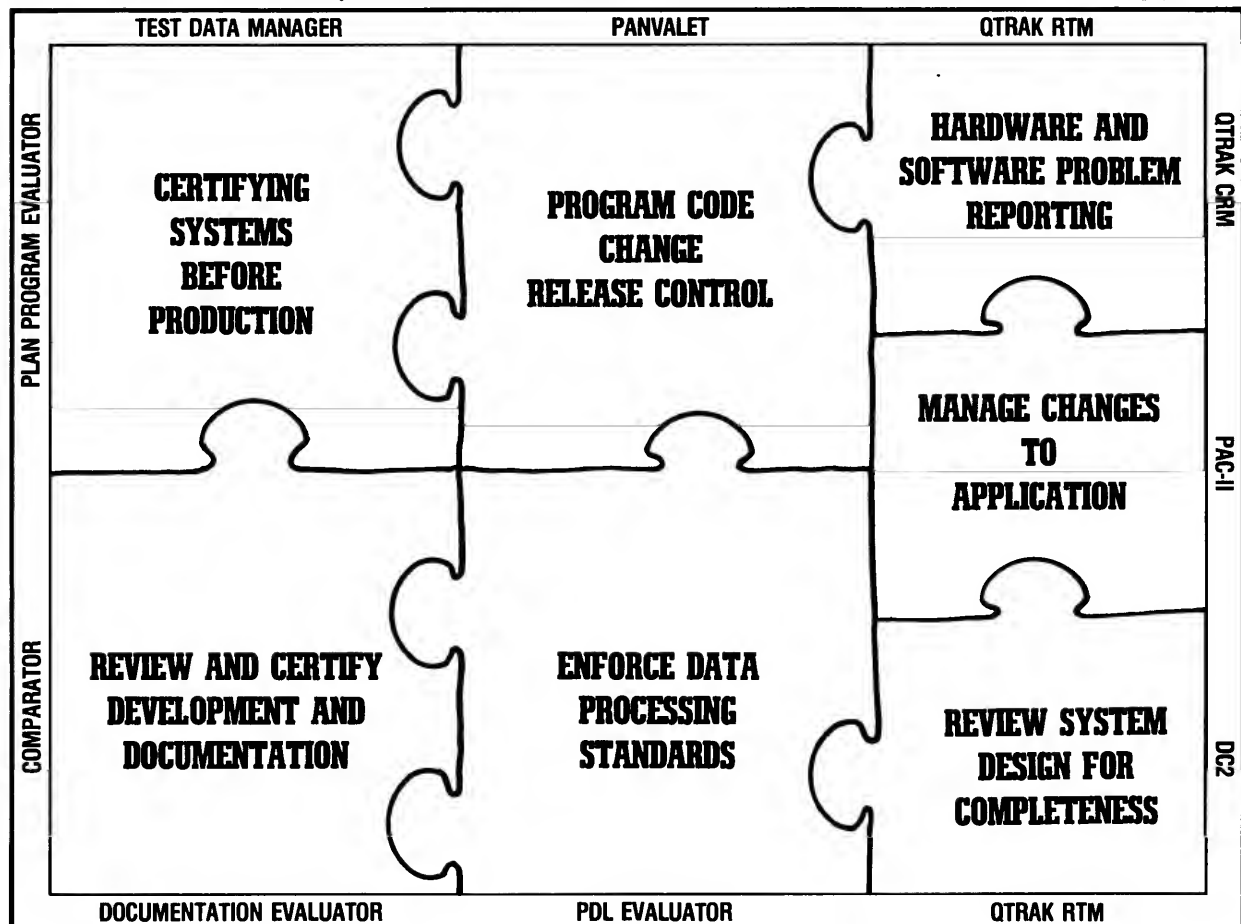 TEST DATA MANAGER
PANVALET
QTRAK RTM
PLAN PROGRAM EVALUATOR
CERTIFYING
SYSTEMS
BEFORE
PRODUCTION
PROGRAM CODE
CHANGE
RELEASE CONTROL
HARDWARE AND
SOFTWARE PROBLEM
REPORTING
QTRAK CRM
MANAGE CHANGES
TO
APPLICATION
PAC-II
COMPARATOR
REVIEW AND CERTIFY
DEVELOPMENT AND
DOCUMENTATION
ENFORCE DATA
PROCESSING
STANDARDS
REVIEW SYSTEM
DESIGN FOR
COMPLETENESS
DC2
DOCUMENTATION EVALUATOR
PDL EVALUATOR
QTRAK RTM